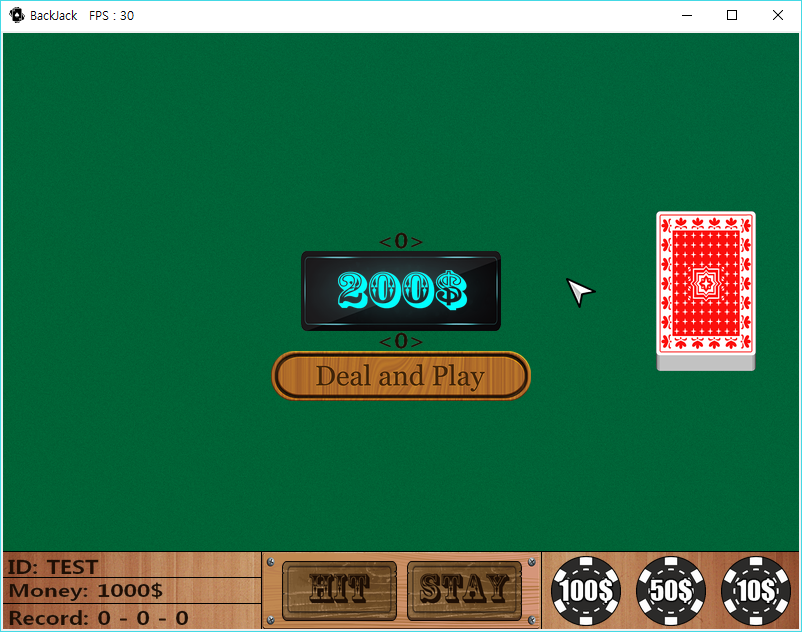 BackJack FPS : 30
<0>
200$
<0>
Deal and Play
ID: TEST
Money: 1000$
Record: 0 - 0 - 0
HIT STAY
100$ 50$ 10$